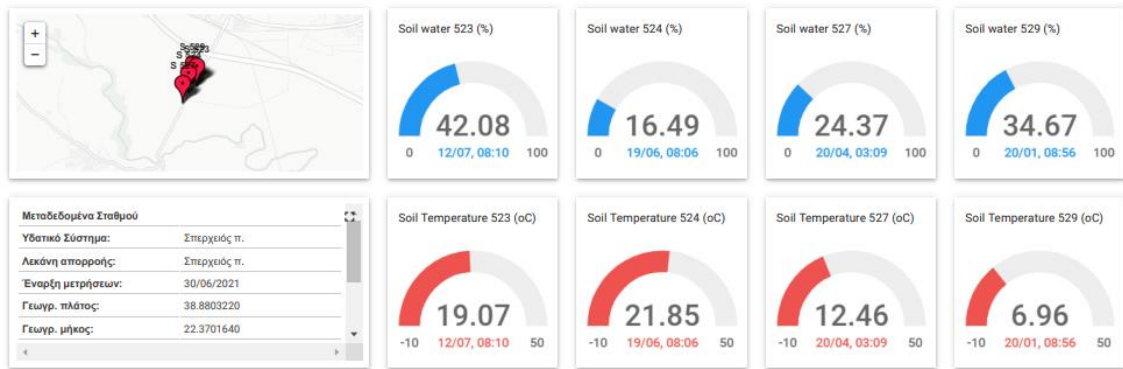 +
−
S 529
S 523
Soil water 523 (%)
42.08
0 12/07, 08:10 100
Soil water 524 (%)
16.49
0 19/06, 08:06 100
Soil water 527 (%)
24.37
0 20/04, 03:09 100
Soil water 529 (%)
34.67
0 20/01, 08:56 100
Μεταδεδομένα Σταθμού
Υδατικό Σύστημα: Σπερχειός π.
Λεκάνη απορροής: Σπερχειός π.
Έναρξη μετρήσεων: 30/06/2021
Γεωγρ. πλάτος: 38.8803220
Γεωγρ. μήκος: 22.3701640
Soil Temperature 523 (oC)
19.07
-10 12/07, 08:10 50
Soil Temperature 524 (oC)
21.85
-10 19/06, 08:06 50
Soil Temperature 527 (oC)
12.46
-10 20/04, 03:09 50
Soil Temperature 529 (oC)
6.96
-10 20/01, 08:56 50